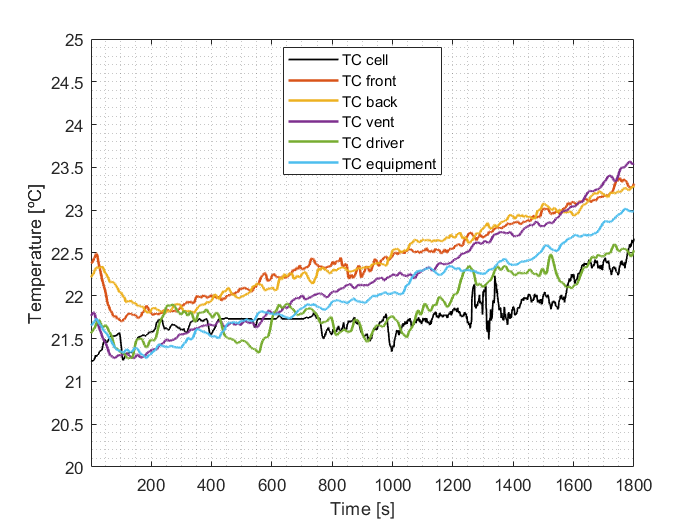 25
24.5
24
23.5
23
22.5
22
21.5
21
20.5
20
Temperature [°C]
TC cell
TC front
TC back
TC vent
TC driver
TC equipment
200 400 600 800 1000 1200 1400 1600 1800
Time [s]